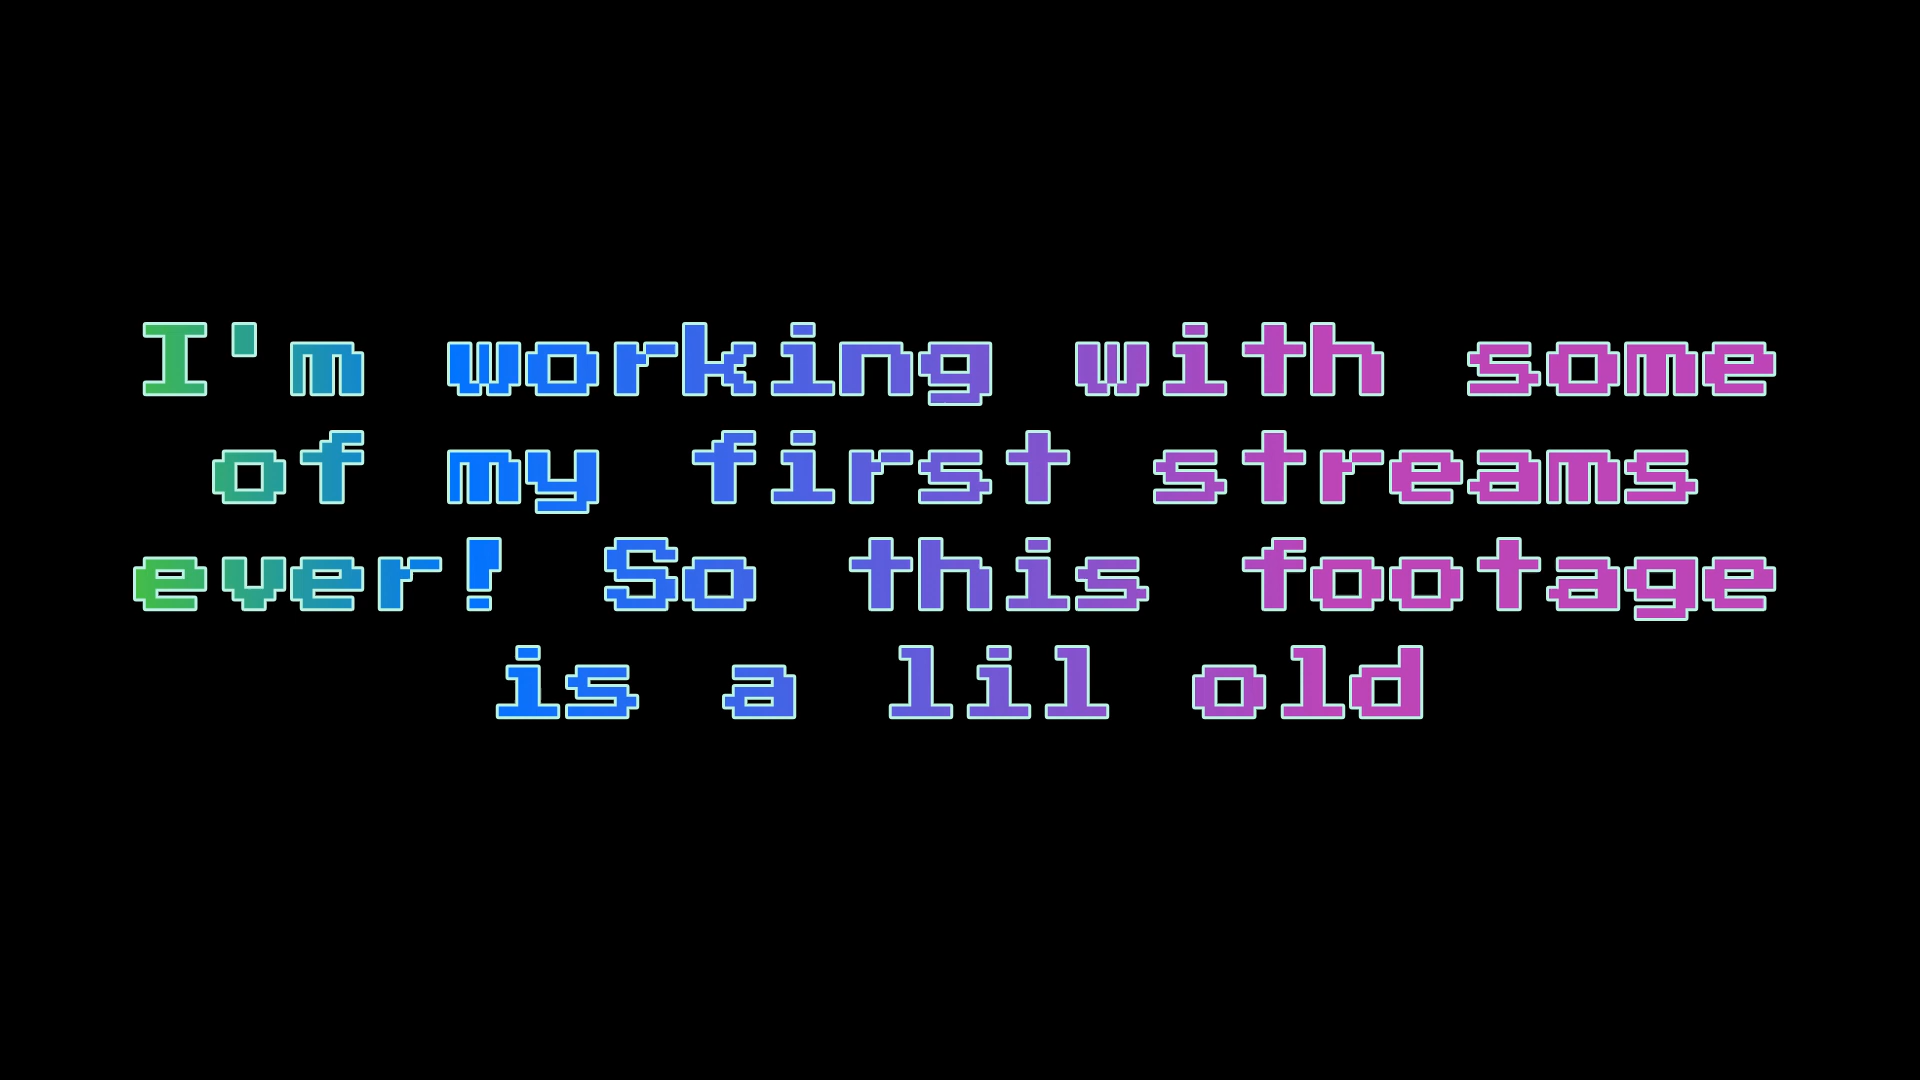 I'm working with some
of my first streams
ever! So this footage
is a lil old